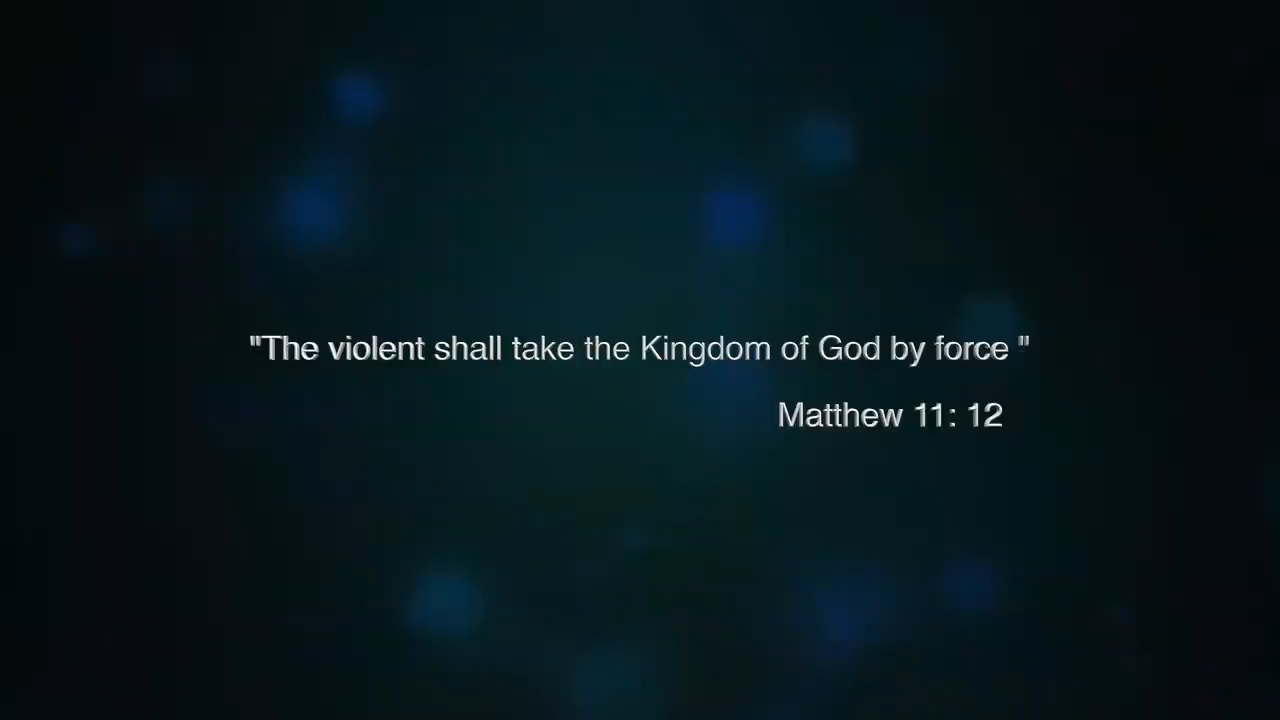 "The violent shall take the Kingdom of God by force "
Matthew 11: 12